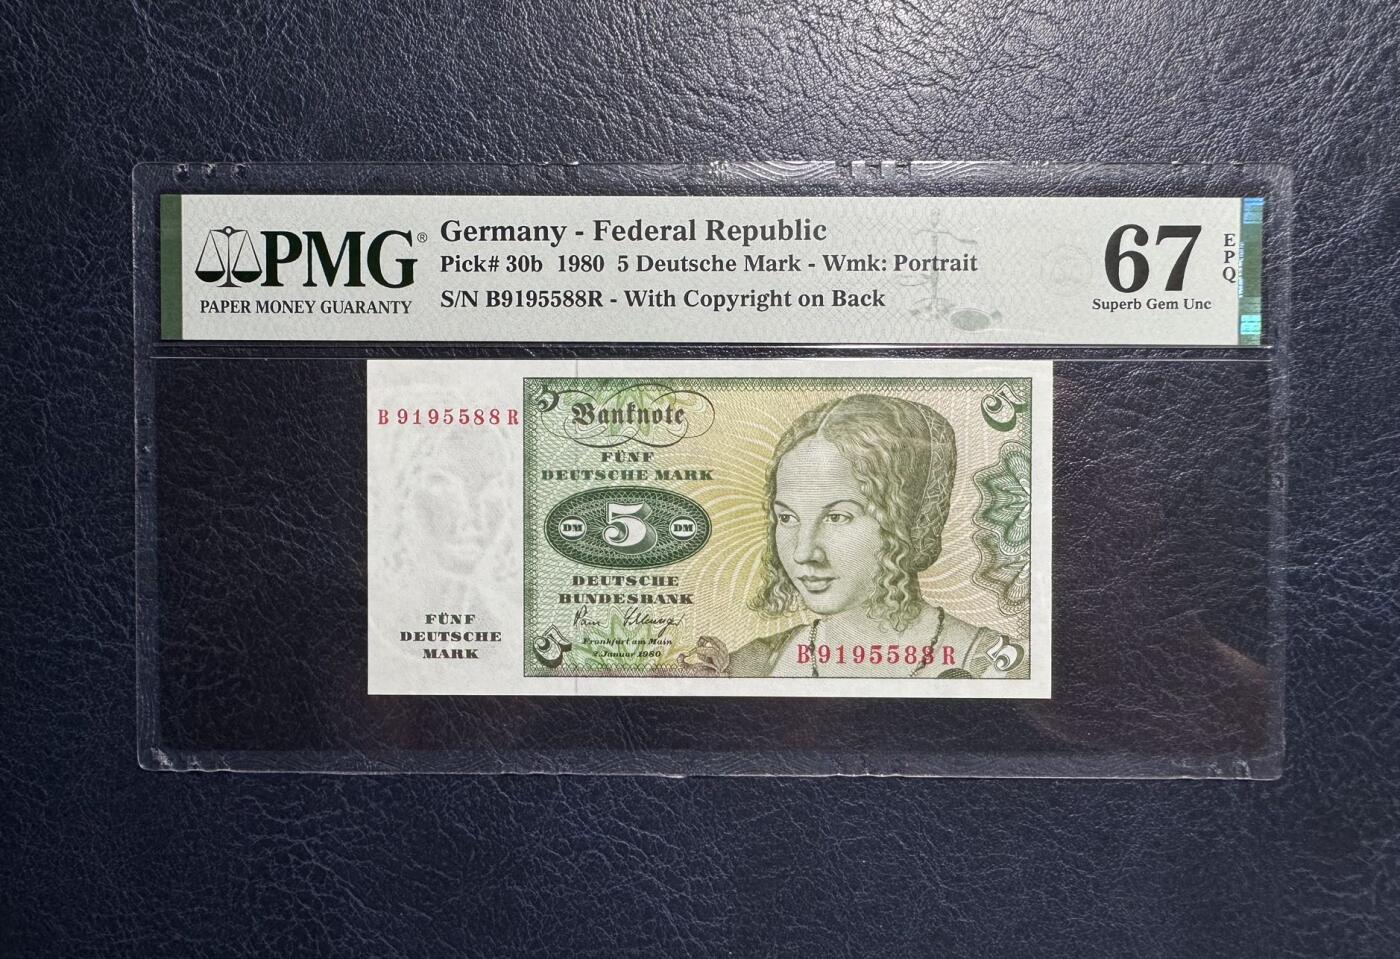 PMG®
PAPER MONEY GUARANTY
Germany - Federal Republic
Pick# 30b 1980 5 Deutsche Mark - Wmk: Portrait
S/N B9195588R - With Copyright on Back
67
EPQ
Superb Gem Unc
B9195588R
FÜNF
DEUTSCHE
MARK
5
Banknote
FÜNF
DEUTSCHE MARK
DM 5 DM
DEUTSCHE
BUNDESBANK
Frankfurt am Main
2. Januar 1980
5
5
B9195588R
5